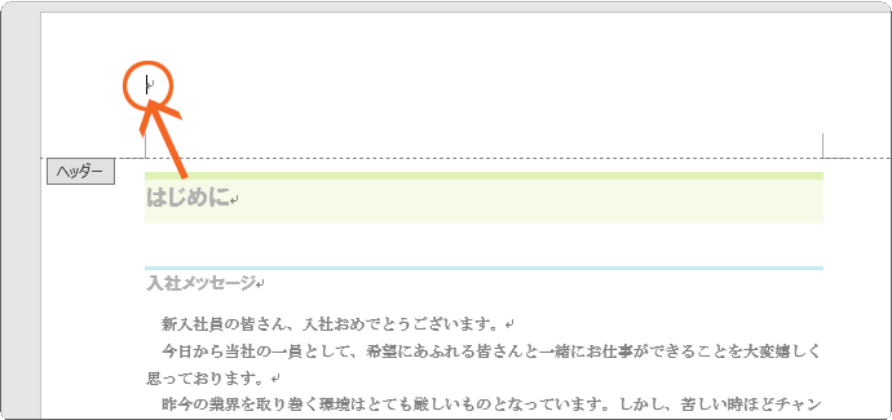 ヘッダー
はじめに
入社メッセージ
新入社員の皆さん、入社おめでとうございます。
今日から当社の一員として、希望にあふれる皆さんと一緒にお仕事ができることを大変嬉しく
思っております。
昨今の業界を取り巻く環境はとても厳しいものとなっています。しかし、苦しい時ほどチャン